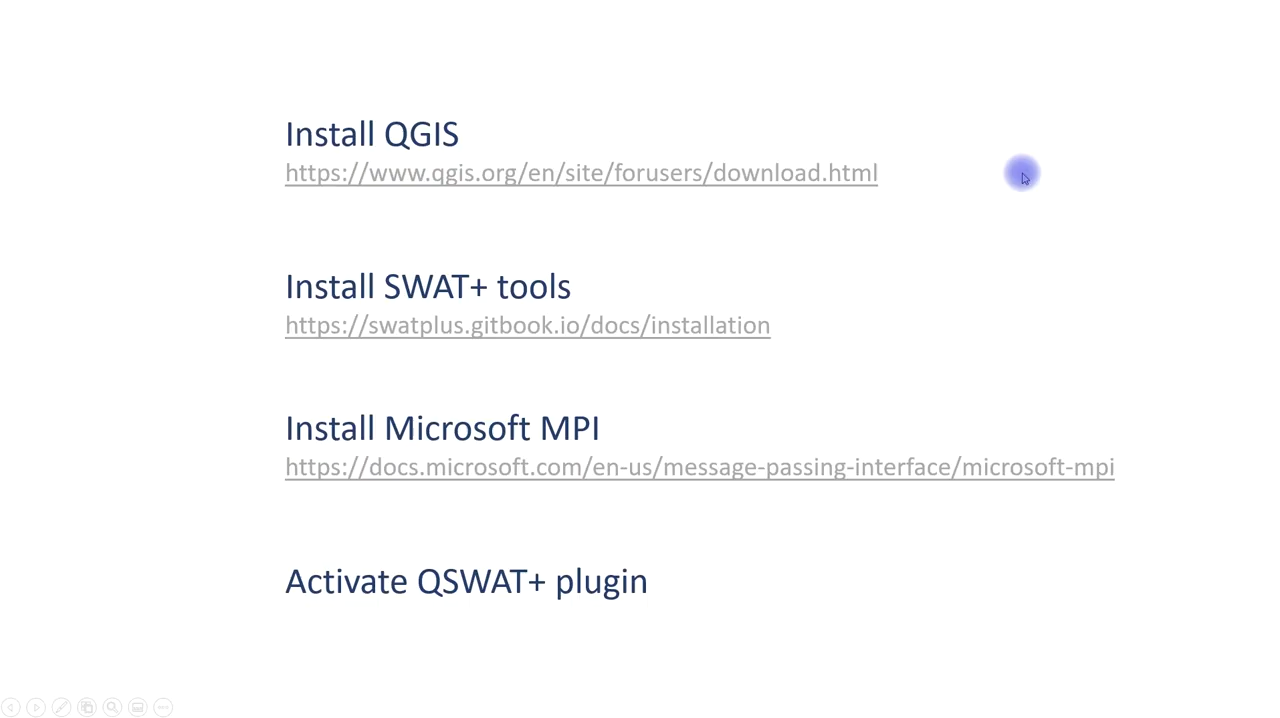 Install QGIS
https://www.qgis.org/en/site/forusers/download.html
Install SWAT+ tools
https://swatplus.gitbook.io/docs/installation
Install Microsoft MPI
https://docs.microsoft.com/en-us/message-passing-interface/microsoft-mpi
Activate QSWAT+ plugin